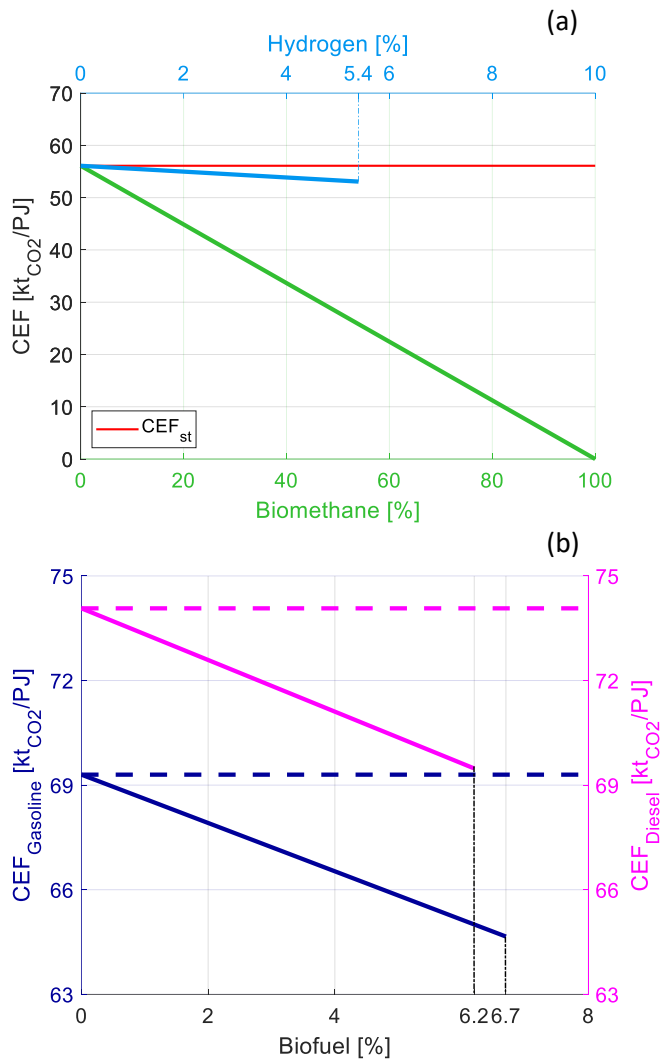 (a)
Hydrogen [%]
0 2 4 5.4 6 8 10
70
60
50
40
30
20
10
0
CEF [kt_CO2/PJ]
CEF_st
0 20 40 60 80 100
Biomethane [%]
(b)
75 75
72 72
69 69
66 66
63 63
CEF_Gasoline [kt_CO2/PJ]
CEF_Diesel [kt_CO2/PJ]
0 2 4 6.2 6.7 8
Biofuel [%]